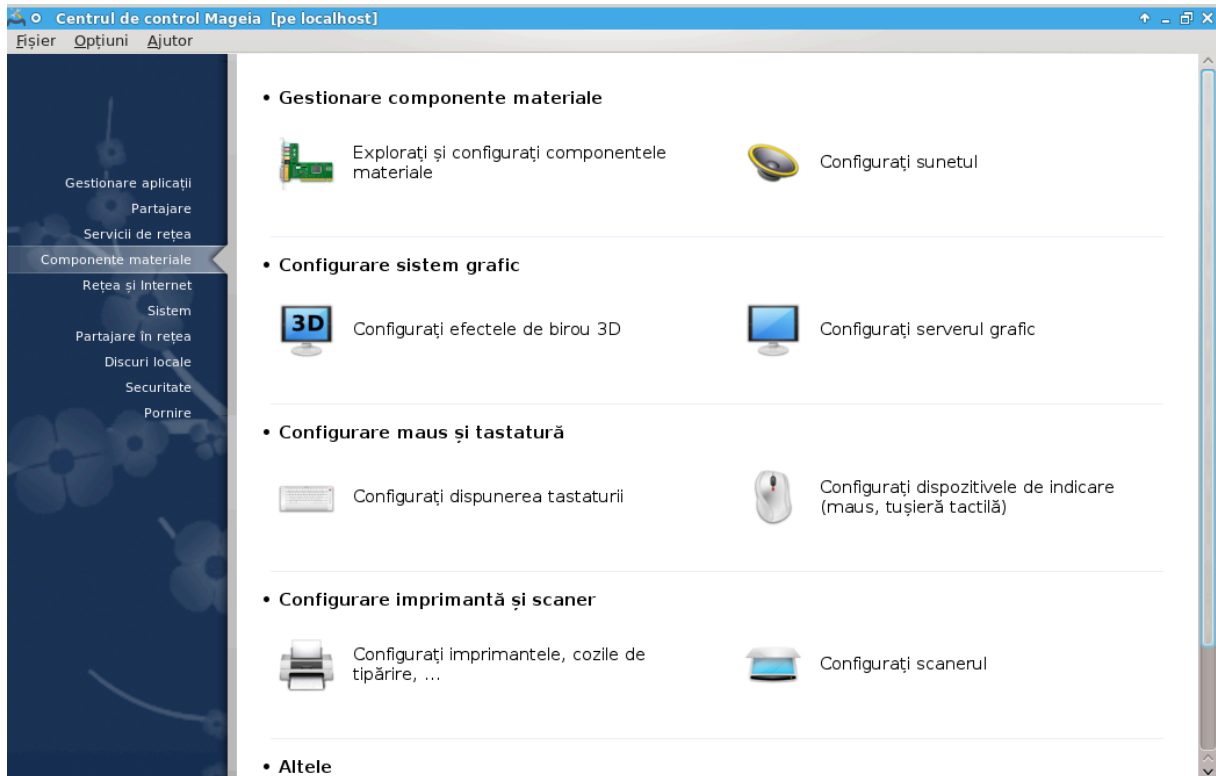 Centrul de control Mageia [pe localhost]
Fișier Opțiuni Ajutor
Gestionare aplicații
Partajare
Servicii de rețea
Componente materiale
Rețea și Internet
Sistem
Partajare în rețea
Discuri locale
Securitate
Pornire
• Gestionare componente materiale
Explorați și configurați componentele
materiale
Configurați sunetul
• Configurare sistem grafic
3D
Configurați efectele de birou 3D
Configurați serverul grafic
• Configurare maus și tastatură
Configurați dispunerea tastaturii
Configurați dispozitivele de indicare
(maus, tușieră tactilă)
• Configurare imprimantă și scaner
Configurați imprimantele, cozile de
tipărire, ...
Configurați scanerul
• Altele